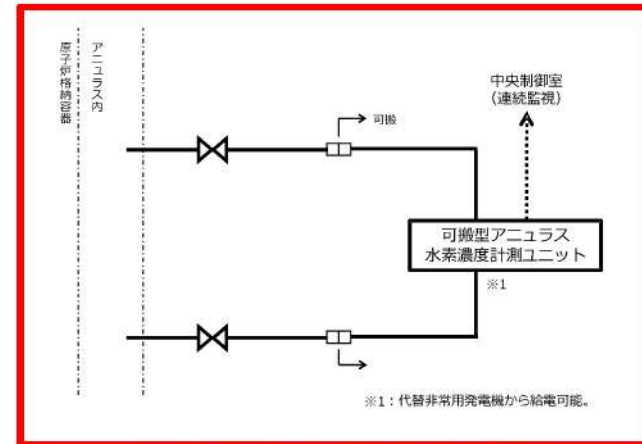 原子炉格納容器
アニュラス内
中央制御室
(連続監視)
可搬
可搬型アニュラス
水素濃度計測ユニット
※1
※1：代替非常用発電機から給電可能。